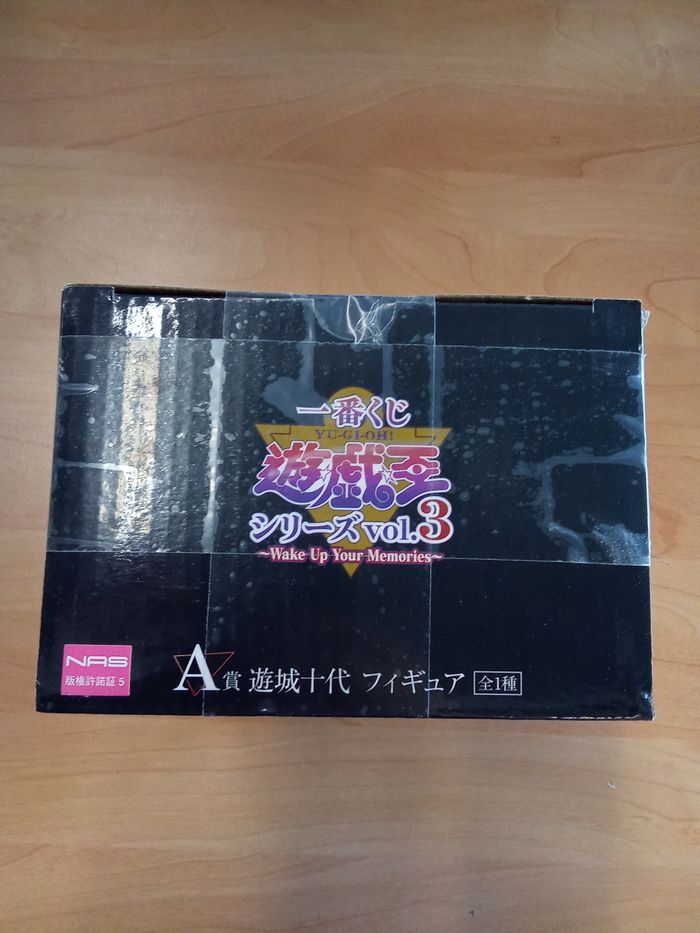 一番くじ
YU-GI-OH!
遊戯王
シリーズvol.3
~Wake Up Your Memories~
NAS
版権許諾証 5
A賞 遊城十代 フィギュア 全1種